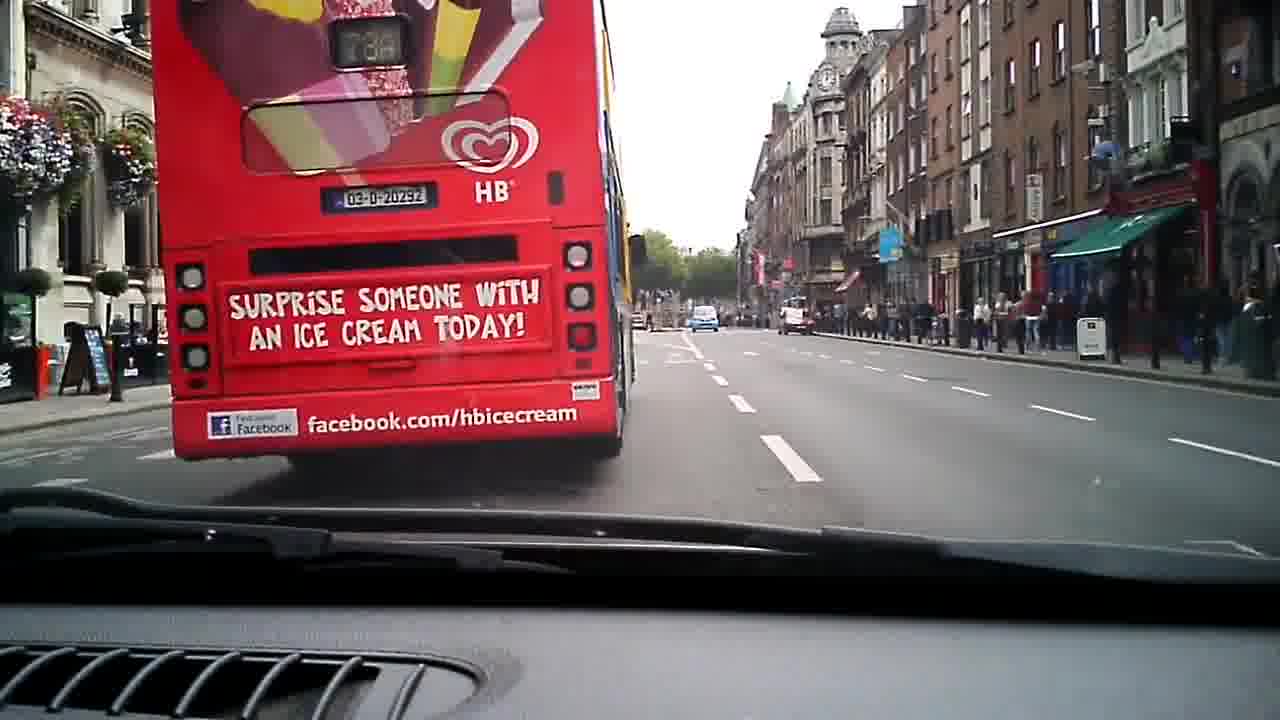 HB
03-D-20292
SURPRISE SOMEONE WiTH
AN ICE CREAM TODAY!
Facebook
facebook.com/hbicecream